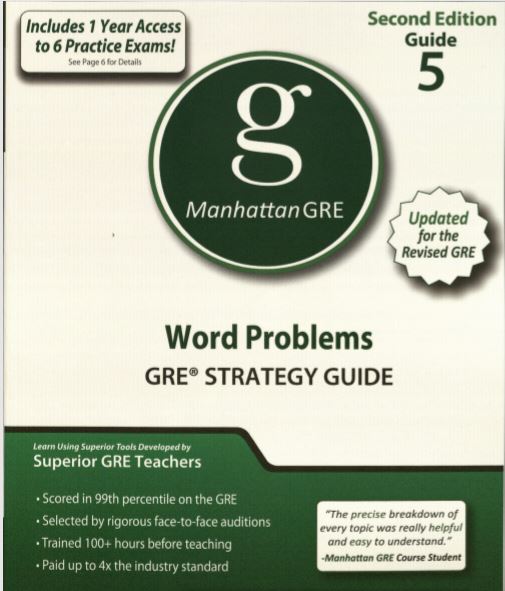 Includes 1 Year Access
to 6 Practice Exams!
See Page 6 for Details
Second Edition
Guide
5
g
ManhattanGRE
Updated
for the
Revised GRE
Word Problems
GRE® STRATEGY GUIDE
Learn Using Superior Tools Developed by
Superior GRE Teachers
• Scored in 99th percentile on the GRE
• Selected by rigorous face-to-face auditions
• Trained 100+ hours before teaching
• Paid up to 4x the industry standard
"The precise breakdown of
every topic was really helpful
and easy to understand."
-Manhattan GRE Course Student